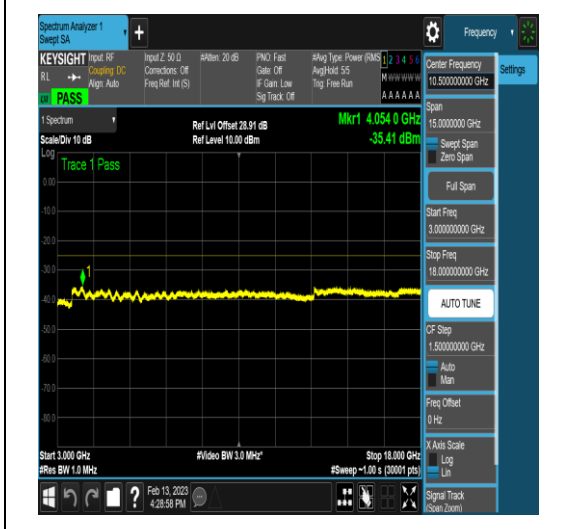 Spectrum Analyzer 1
Swept SA
+
Frequency
KEYSIGHT
RL
PASS
Input: RF
Coupling: DC
Align: Auto
Input Z: 50 Ω
Corrections: Off
Freq Ref: Int (S)
#Atten: 20 dB
PNO: Fast
Gate: Off
IF Gain: Low
Sig Track: Off
#Avg Type: Power (RMS)
Avg|Hold: 5/5
Trig: Free Run
1 2 3 4 5 6
M W W W W W
A A A A A A
1 Spectrum
Scale/Div 10 dB
Ref Lvl Offset 28.91 dB
Ref Level 10.00 dBm
Mkr1 4.054 0 GHz
-35.41 dBm
Log
Trace 1 Pass
0.00
-10.0
-20.0
-30.0
-40.0
-50.0
-60.0
-70.0
-80.0
1
Start 3.000 GHz
#Res BW 1.0 MHz
#Video BW 3.0 MHz*
Stop 18.000 GHz
#Sweep ~1.00 s (30001 pts)
?
Feb 13, 2023
4:28:58 PM
Center Frequency
10.500000000 GHz
Settings
Span
15.0000000 GHz
Swept Span
Zero Span
Full Span
Start Freq
3.000000000 GHz
Stop Freq
18.000000000 GHz
AUTO TUNE
CF Step
1.500000000 GHz
Auto
Man
Freq Offset
0 Hz
X Axis Scale
Log
Lin
Signal Track
(Span Zoom)